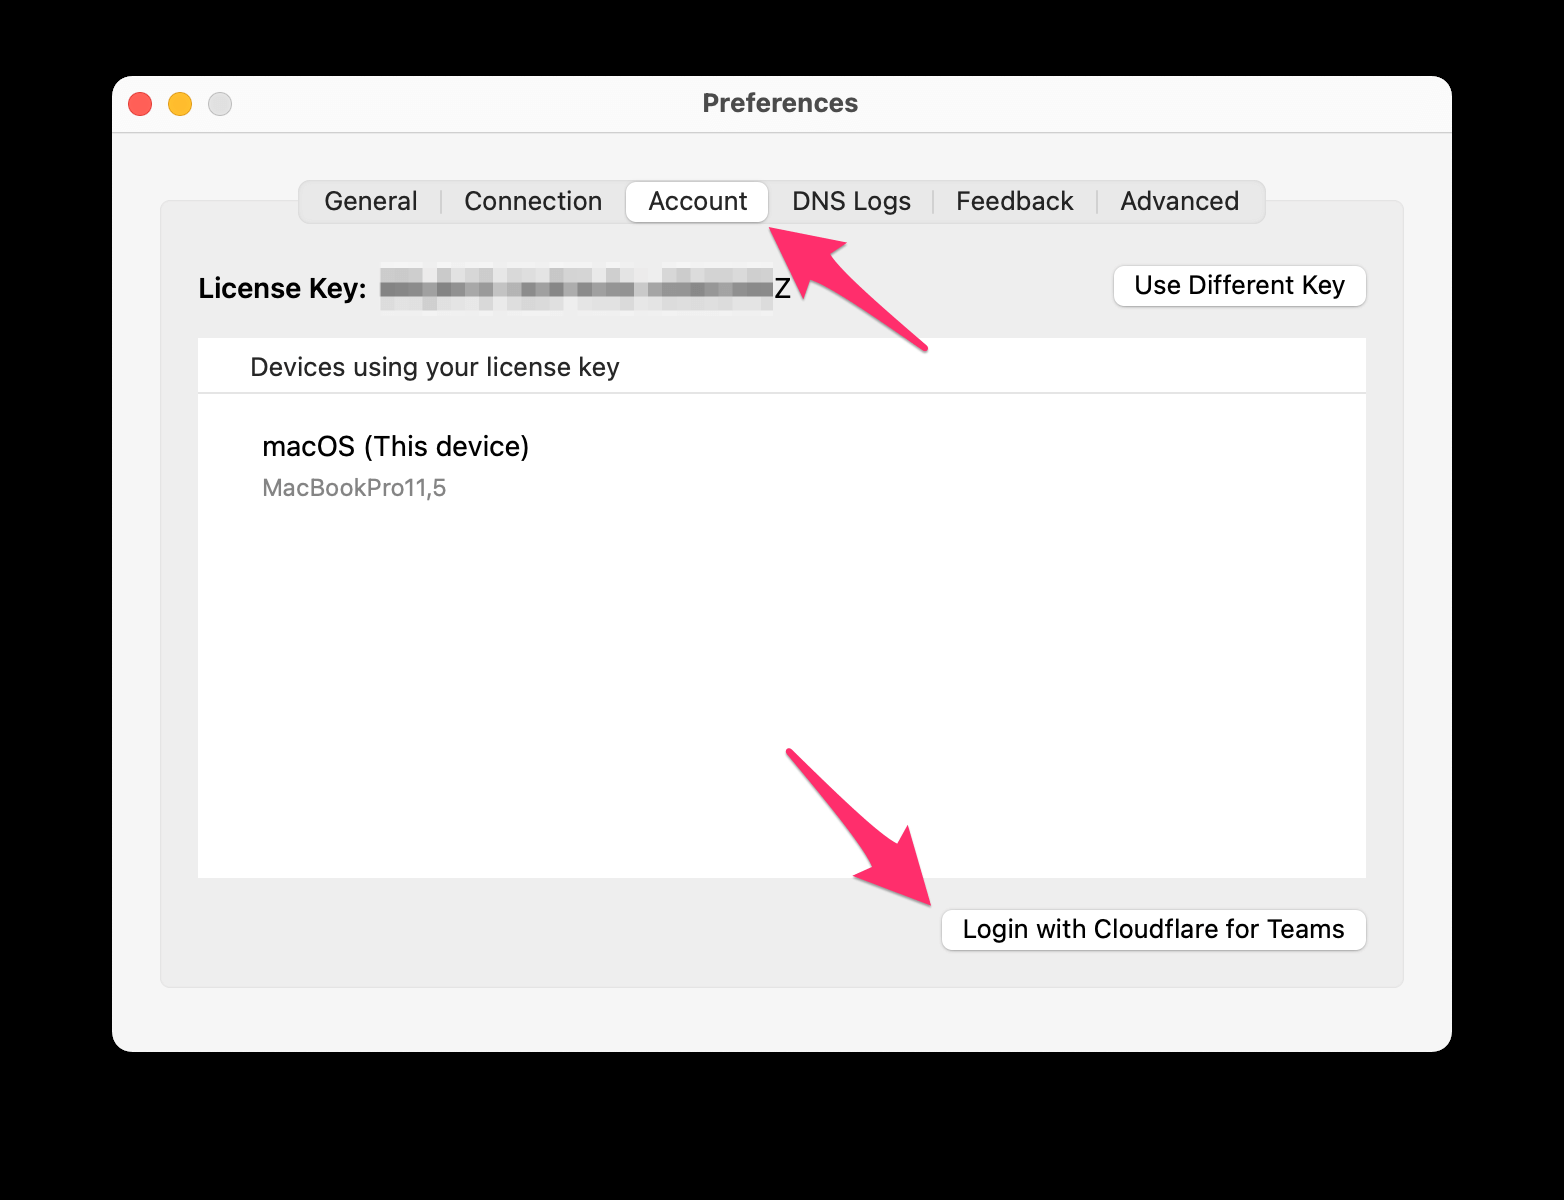 Preferences
General Connection Account DNS Logs Feedback Advanced
License Key: Z Use Different Key
Devices using your license key
macOS (This device)
MacBookPro11,5
Login with Cloudflare for Teams